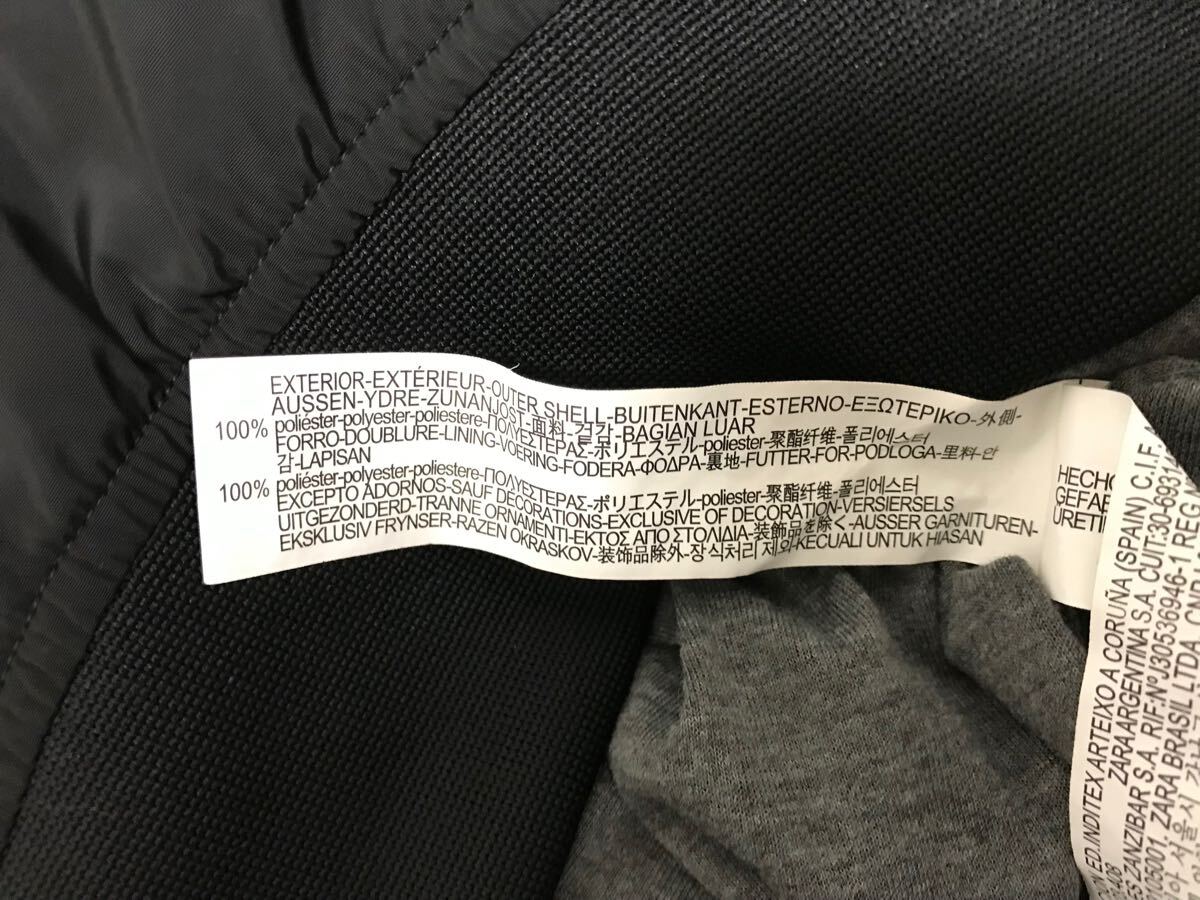 EXTERIOR-EXTÉRIEUR-OUTER SHELL-BUITENKANT-ESTERNO-ΕΞΩΤΕΡΙΚΟ-外側-
AUSSEN-YDRE-ZUNANJOST-面料-겉감-BAGIAN LUAR
100% poliéster-polyester-poliestere-ΠΟΛΥΕΣΤΕΡΑΣ-ポリエステル-poliester-聚酯纤维-폴리에스터
FORRO-DOUBLURE-LINING-VOERING-FODERA-ΦΟΔΡΑ-裏地-FUTTER-FOR-PODLOGA-里料-안
감-LAPISAN
100% poliéster-polyester-poliestere-ΠΟΛΥΕΣΤΕΡΑΣ-ポリエステル-poliester-聚酯纤维-폴리에스터
EXCEPTO ADORNOS-SAUF DÉCORATIONS-EXCLUSIVE OF DECORATION-VERSIERSELS
UITGEZONDERD-TRANNE ORNAMENTI-ΕΚΤΟΣ ΑΠΟ ΣΤΟΛΙΔΙΑ-装飾品を除く-AUSSER GARNITUREN-
EKSKLUSIV FRYNSER-RAZEN OKRASKOV-装饰品除外-장식처리 제외-KECUALI UNTUK HIASAN
HECHO
GEFAB
URETI
ED.INDITEX ARTEIXO A CORUÑA (SPAIN) C.I.F.
ZARA ARGENTINA S.A. CUIT:30-6931
ZANZIBAR S.A. RIF:Nº J30536946-1 REG
ZARA BRASIL LTDA. CNPJ